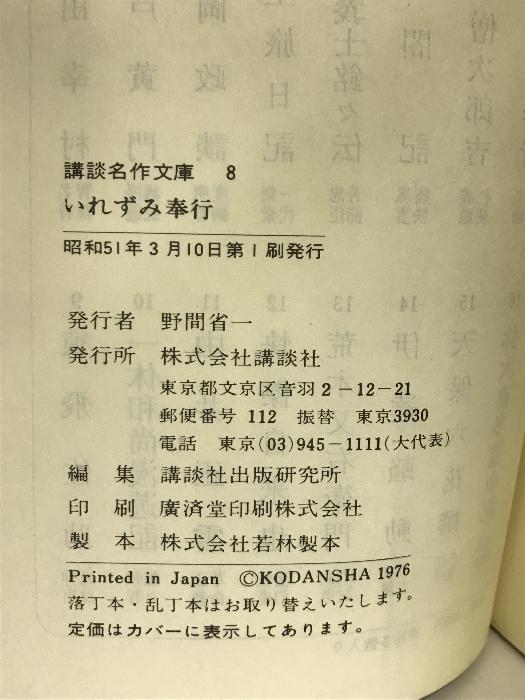 講談名作文庫 8
いれずみ奉行
昭和51年3月10日第1刷発行
発行者 野間省一
発行所 株式会社講談社
東京都文京区音羽2-12-21
郵便番号 112 振替 東京3930
電話 東京(03)945-1111(大代表)
編集 講談社出版研究所
印刷 廣済堂印刷株式会社
製本 株式会社若林製本
Printed in Japan ©KODANSHA 1976
落丁本・乱丁本はお取り替えいたします。
定価はカバーに表示してあります。